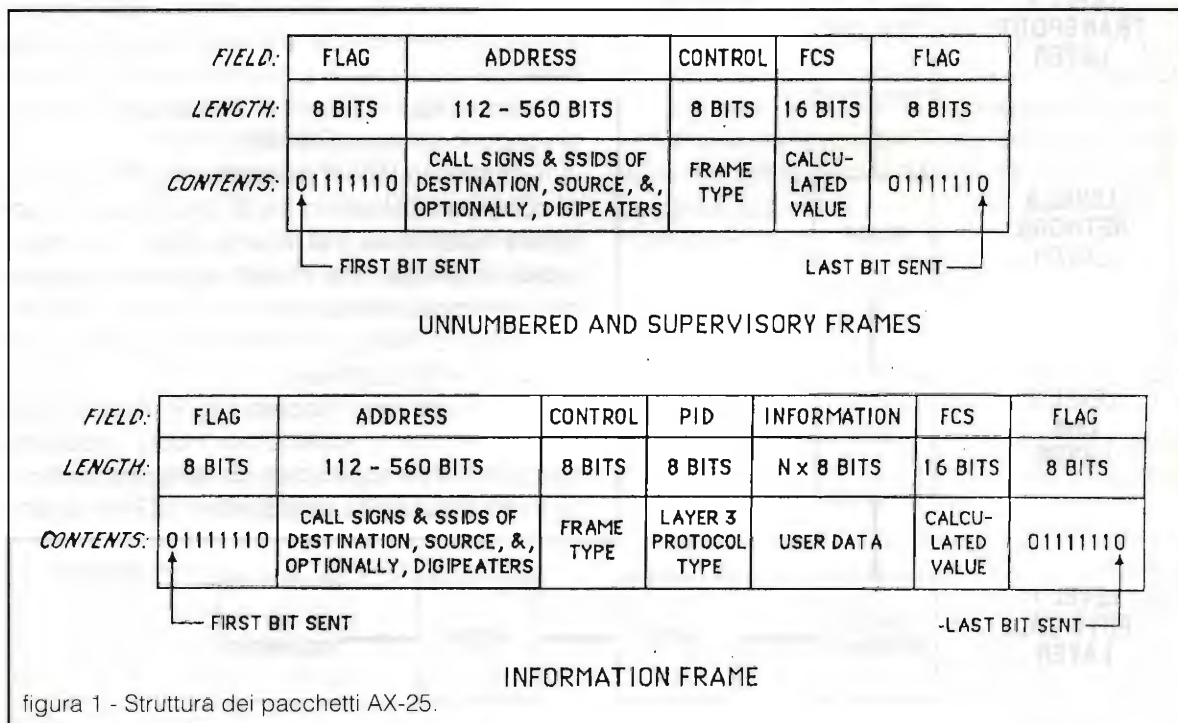 FIELD: FLAG ADDRESS CONTROL FCS FLAG
LENGTH: 8 BITS 112 - 560 BITS 8 BITS 16 BITS 8 BITS
CONTENTS: 01111110 CALL SIGNS & SSIDS OF DESTINATION, SOURCE, &, OPTIONALLY, DIGIPEATERS FRAME TYPE CALCU- LATED VALUE 01111110
FIRST BIT SENT LAST BIT SENT
UNNUMBERED AND SUPERVISORY FRAMES
FIELD: FLAG ADDRESS CONTROL PID INFORMATION FCS FLAG
LENGTH: 8 BITS 112 - 560 BITS 8 BITS 8 BITS N x 8 BITS 16 BITS 8 BITS
CONTENTS: 01111110 CALL SIGNS & SSIDS OF DESTINATION, SOURCE, &, OPTIONALLY, DIGIPEATERS FRAME TYPE LAYER 3 PROTOCOL TYPE USER DATA CALCU- LATED VALUE 01111110
FIRST BIT SENT LAST BIT SENT
INFORMATION FRAME
figura 1 - Struttura dei pacchetti AX-25.